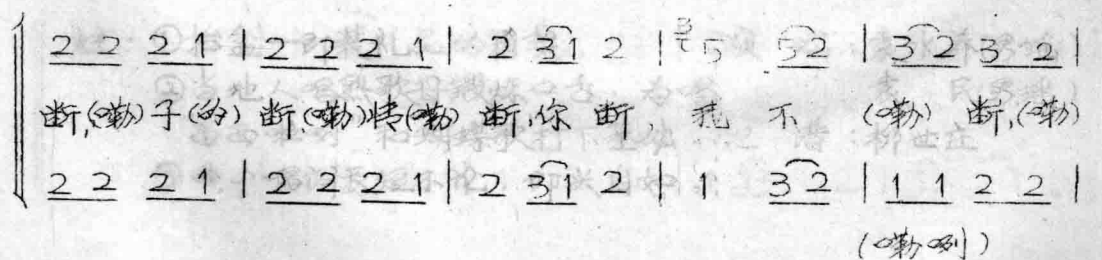 2 2 2 1 | 2 2 2 1 | 2 3 1 2 | 3 5 5 2 | 3 2 3 2 |
断,(嘞)子(的) 断,(嘞)情(嘞) 断,你 断, 我 不 (嘞) 断,(嘞)
2 2 2 1 | 2 2 2 1 | 2 3 1 2 | 1 3 2 | 1 1 2 2 |
(嘞咧)